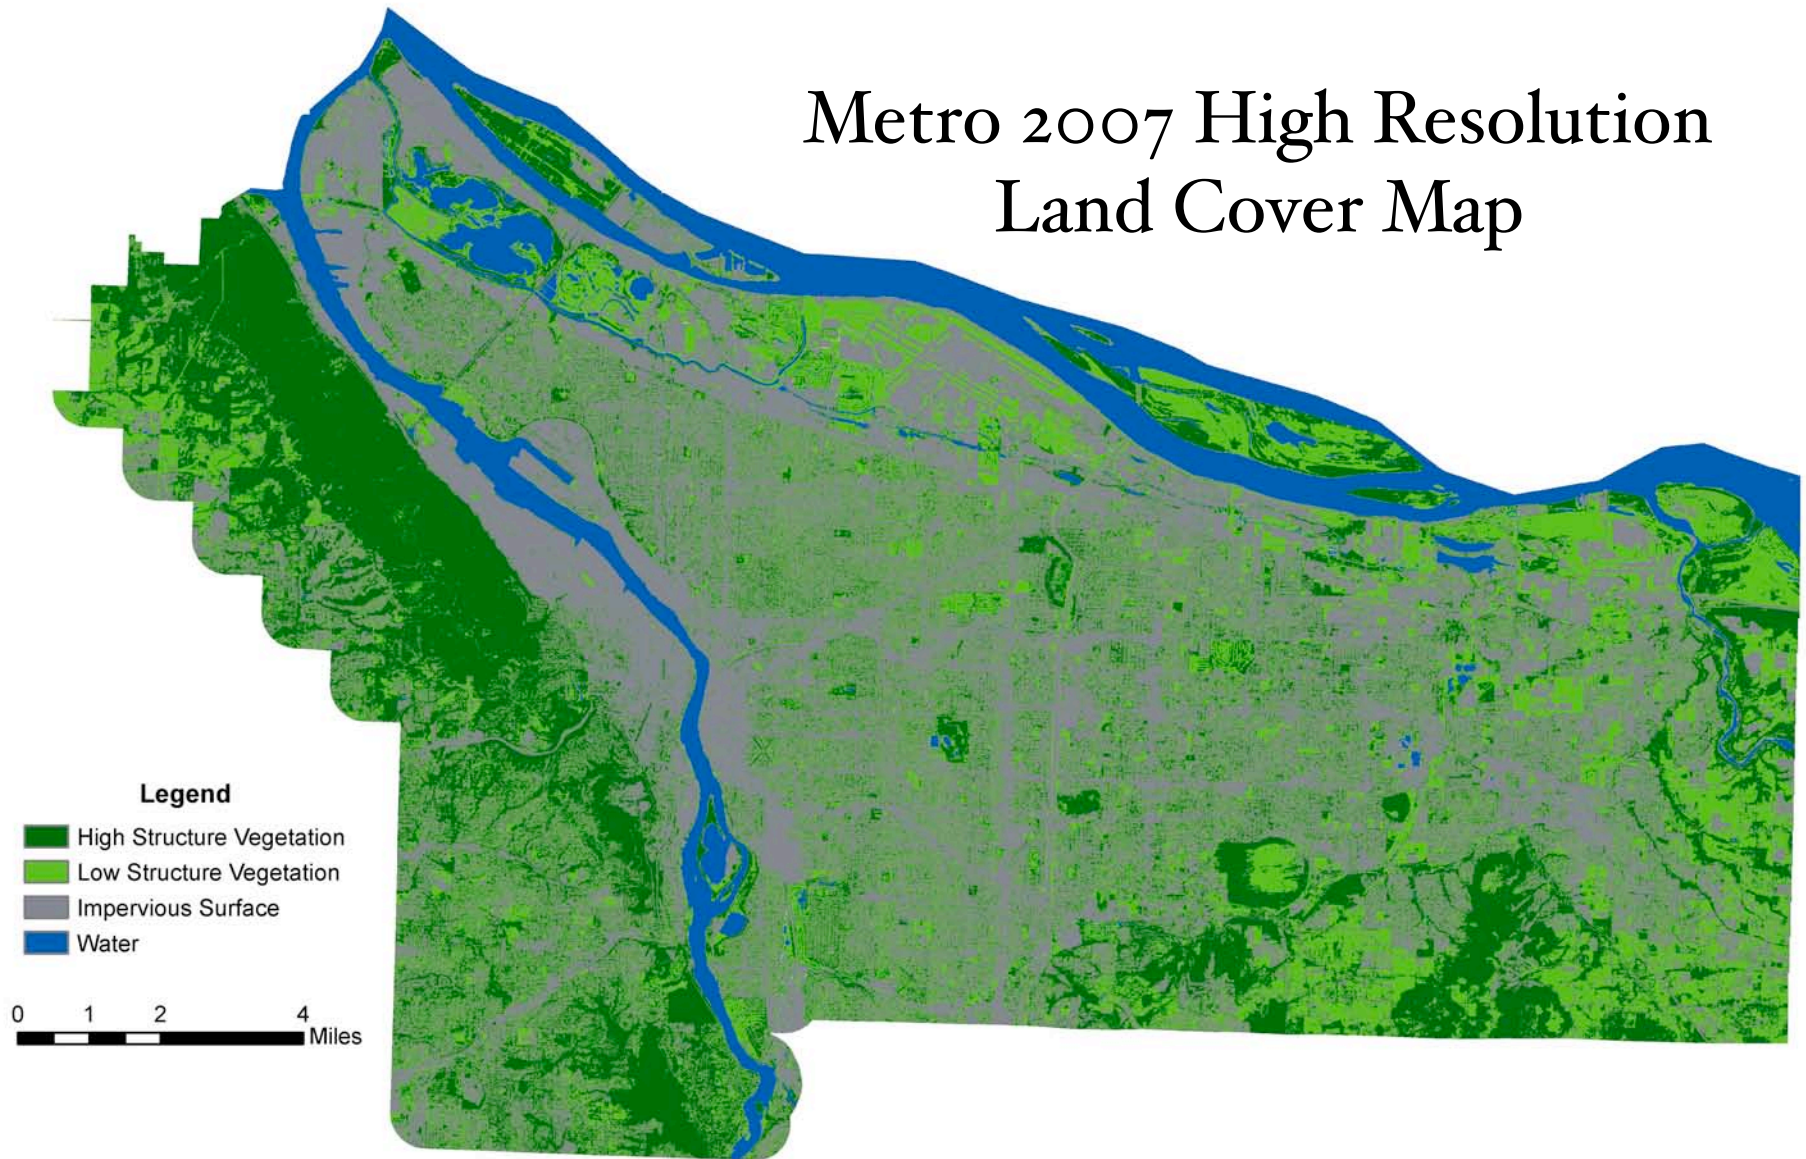 Metro 2007 High Resolution
Land Cover Map
Legend
High Structure Vegetation
Low Structure Vegetation
Impervious Surface
Water
0 1 2 4
Miles